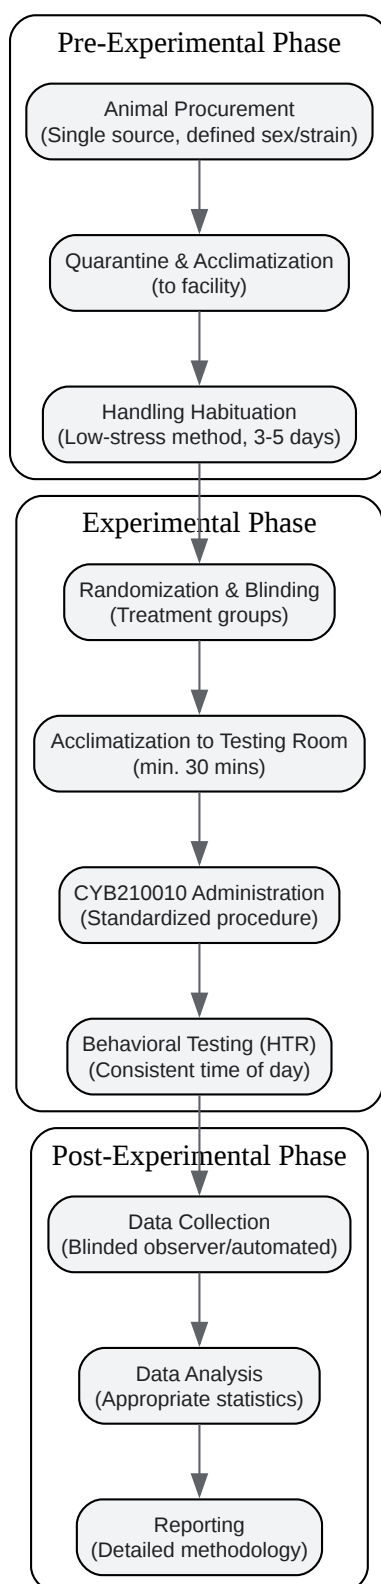 Pre-Experimental Phase
Animal Procurement
(Single source, defined sex/strain)
Quarantine & Acclimatization
(to facility)
Handling Habituation
(Low-stress method, 3-5 days)
Experimental Phase
Randomization & Blinding
(Treatment groups)
Acclimatization to Testing Room
(min. 30 mins)
CYB210010 Administration
(Standardized procedure)
Behavioral Testing (HTR)
(Consistent time of day)
Post-Experimental Phase
Data Collection
(Blinded observer/automated)
Data Analysis
(Appropriate statistics)
Reporting
(Detailed methodology)